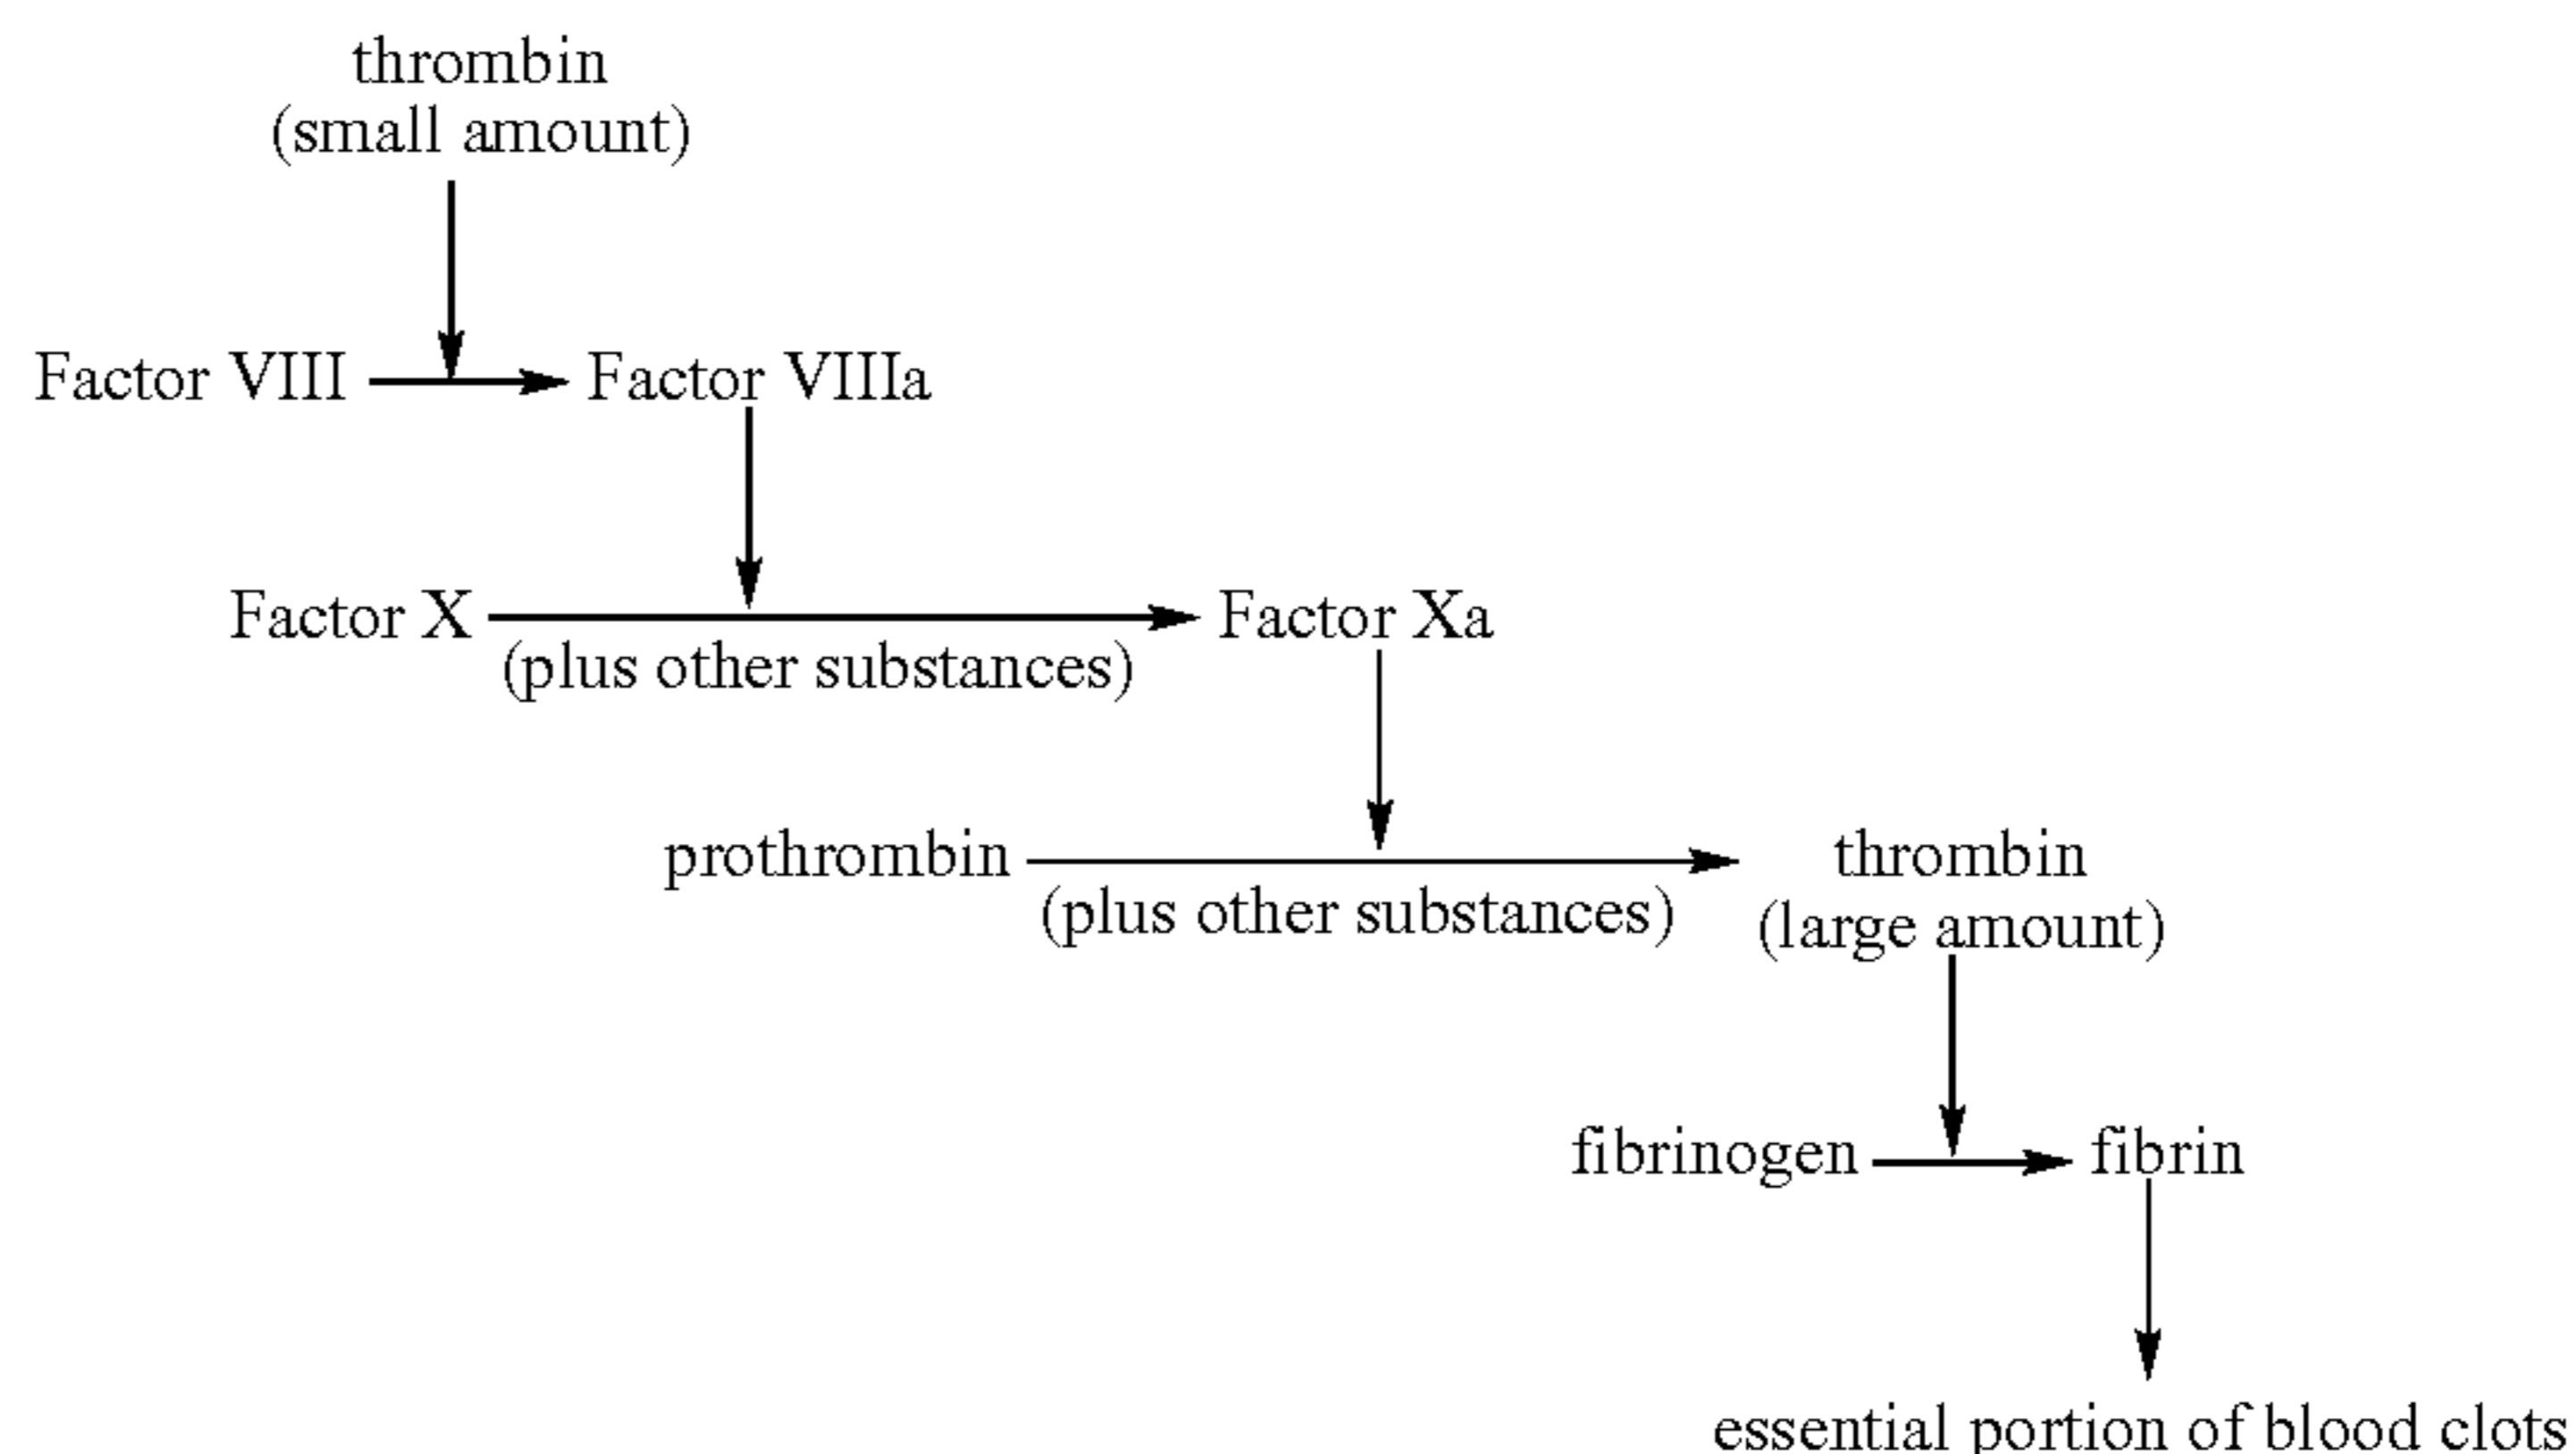 thrombin
(small amount)
Factor VIII
Factor VIIIa
Factor X
(plus other substances)
Factor Xa
prothrombin
(plus other substances)
thrombin
(large amount)
fibrinogen
fibrin
essential portion of blood clots